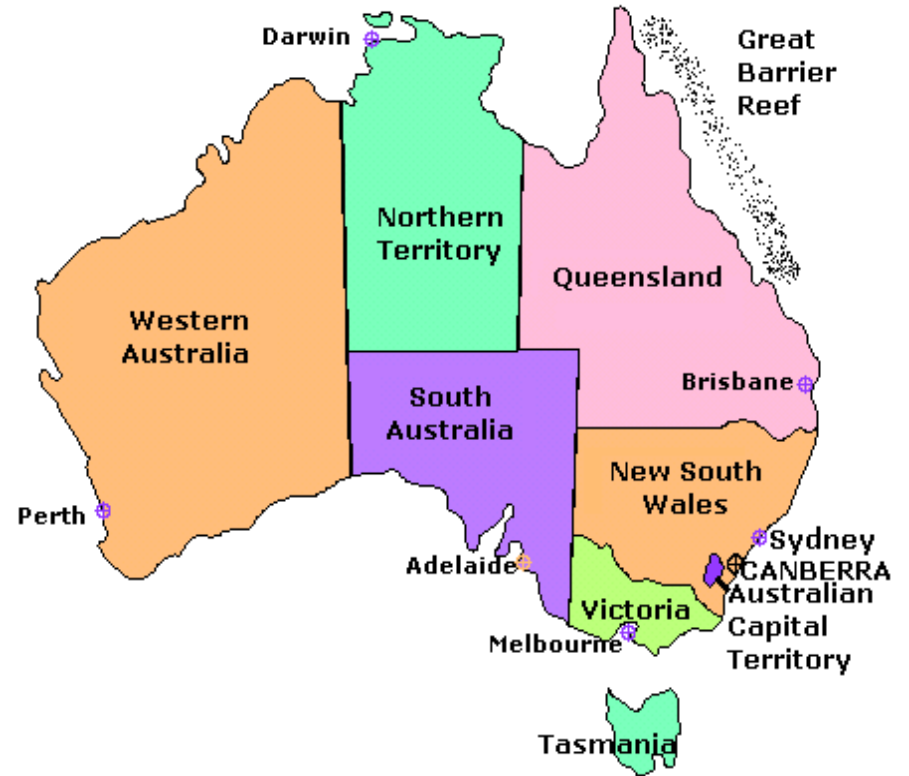 Darwin
Great
Barrier
Reef
Northern
Territory
Queensland
Western
Australia
Brisbane
South
Australia
New South
Wales
Perth
Sydney
Adelaide
CANBERRA
Australian
Capital
Territory
Victoria
Melbourne
Tasmania